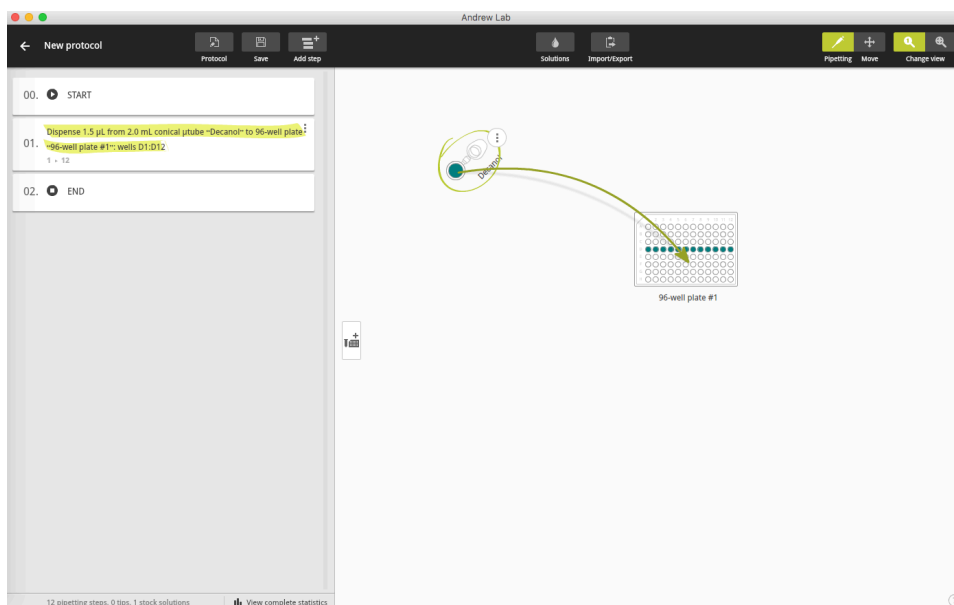 Andrew Lab
New protocol
Protocol
Save
Add step
Solutions
Import/Export
Pipetting
Move
Change view
00. START
01. Dispense 1.5 µL from 2.0 mL conical µtube "Decanol" to 96-well plate
"96-well plate #1": wells D1:D12
1 › 12
02. END
Decanol
96-well plate #1
12 pipetting steps, 0 tips, 1 stock solutions
View complete statistics